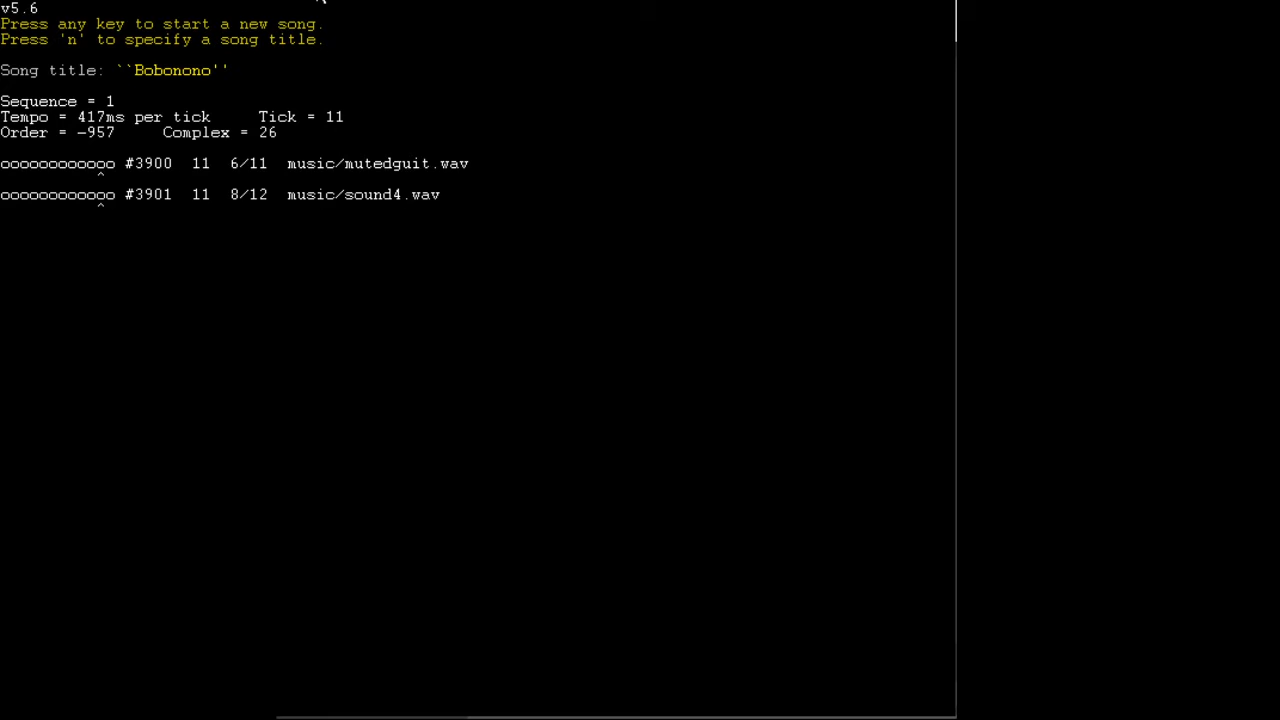 v5.6
Press any key to start a new song.
Press 'n' to specify a song title.
Song title: ``Bobonono''
Sequence = 1
Tempo = 417ms per tick     Tick = 11
Order = -957     Complex = 26
oooooooooooo #3900  11  6/11  music/mutedguit.wav
^
oooooooooooo #3901  11  8/12  music/sound4.wav
^